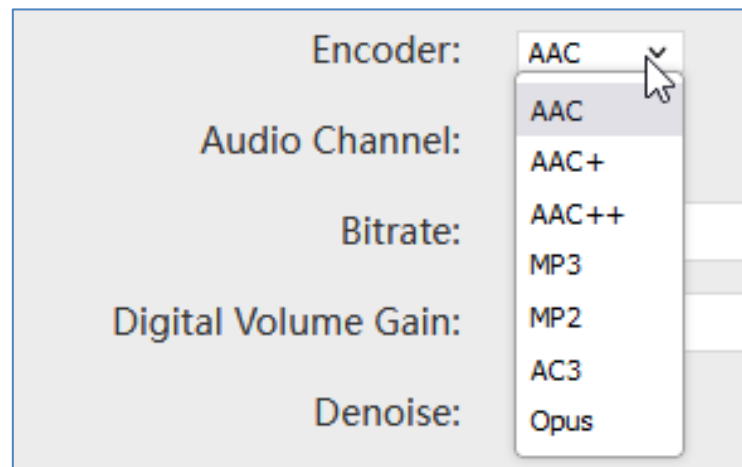 Encoder: AAC
AAC
Audio Channel:
AAC+
AAC++
Bitrate:
MP3
Digital Volume Gain:
MP2
AC3
Denoise:
Opus